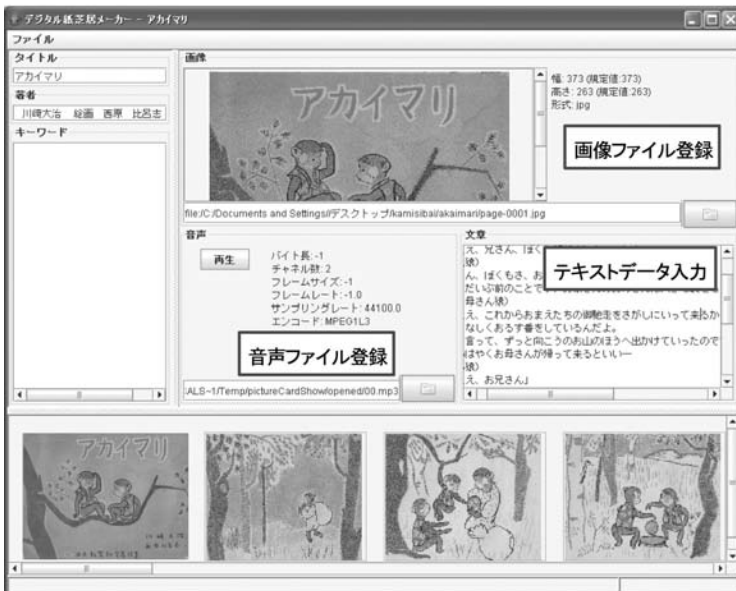 デジタル紙芝居メーカー - アカイマリ
ファイル
タイトル
アカイマリ
著者
川崎大治 絵画 西原 比呂志
キーワード
画像
アカイマリ
幅: 373 (規定値:373)
高さ: 263 (規定値:263)
形式: jpg
画像ファイル登録
file:/C:/Documents and Settings//デスクトップ/kamisibai/akaimari/page-0001.jpg
音声
再生
バイト長: -1
チャネル数: 2
フレームサイズ: -1
フレームレート: -1.0
サンプリングレート: 44100.0
エンコード: MPEG1L3
音声ファイル登録
ALS~1/Temp/pictureCardShow/opened/00.mp3
文章
え、兄さん、ぼく
娘）
ん、ぼくもさ、お
だいぶ前のことで
母さん娘）
え、これからおまえたちの御馳走をさがしにいって来るか
なしくおるす番をしているんだよ。
言って、ずっと向こうのお山のほうへ出かけていったので
はやくお母さんが帰って来るといいー
娘）
え、お兄さん」
テキストデータ入力
アカイマリ